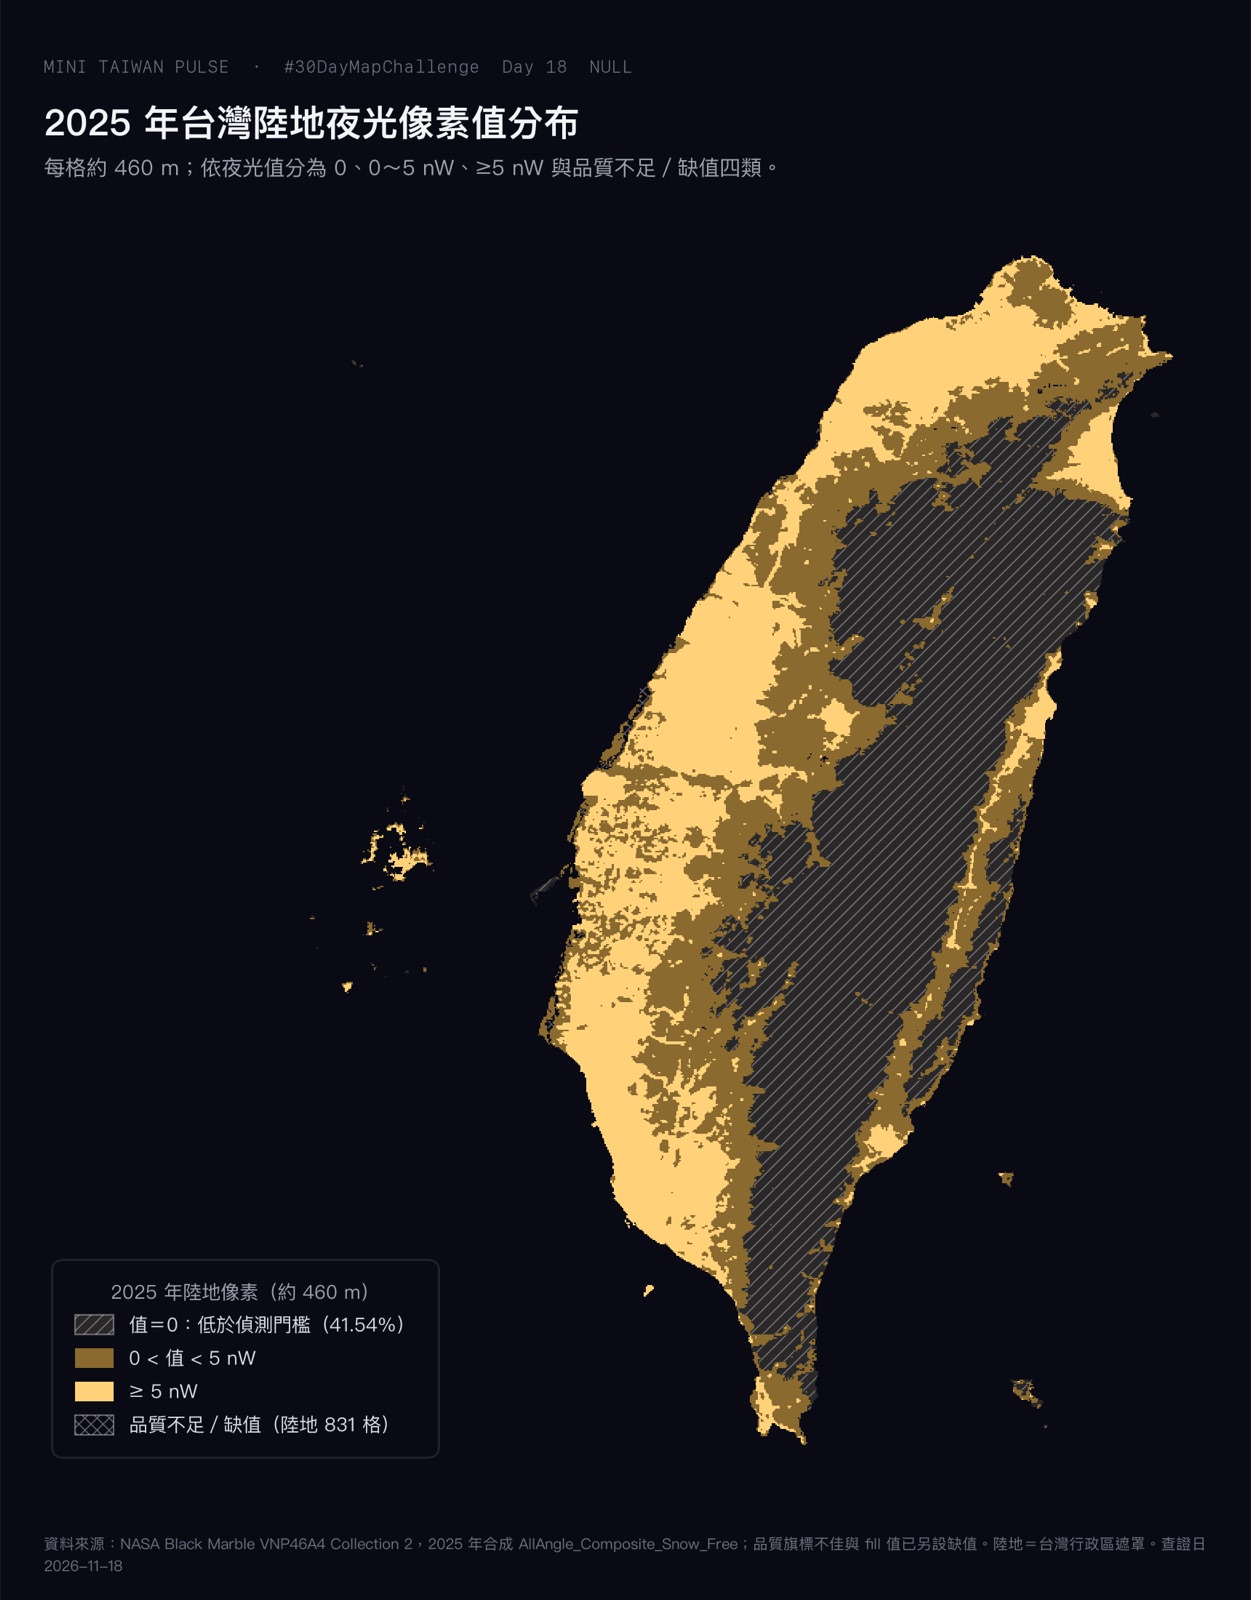 MINI TAIWAN PULSE · #30DayMapChallenge Day 18 NULL
2025 年台灣陸地夜光像素值分布
每格約 460 m；依夜光值分為 0、0～5 nW、≥5 nW 與品質不足 / 缺值四類。
2025 年陸地像素（約 460 m）
值＝0：低於偵測門檻（41.54%）
0 < 值 < 5 nW
≥ 5 nW
品質不足 / 缺值（陸地 831 格）
資料來源：NASA Black Marble VNP46A4 Collection 2，2025 年合成 AllAngle_Composite_Snow_Free；品質旗標不佳與 fill 值已另設缺值。陸地＝台灣行政區遮罩。查證日
2026-11-18